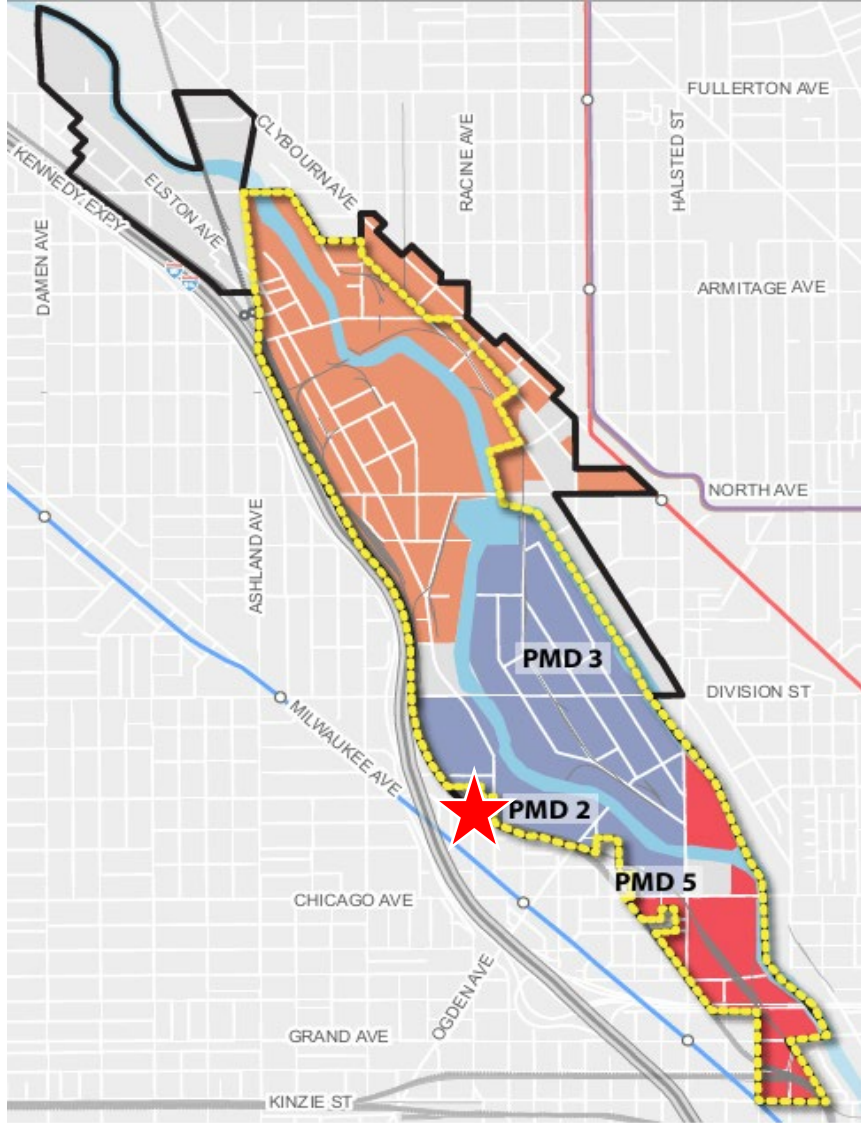 FULLERTON AVE
CLYBOURN AVE
RACINE AVE
HALSTED ST
KENNEDY EXPY
ELSTON AVE
DAMEN AVE
ARMITAGE AVE
NORTH AVE
ASHLAND AVE
PMD 3
DIVISION ST
MILWAUKEE AVE
PMD 2
PMD 5
CHICAGO AVE
OGDEN AVE
GRAND AVE
KINZIE ST